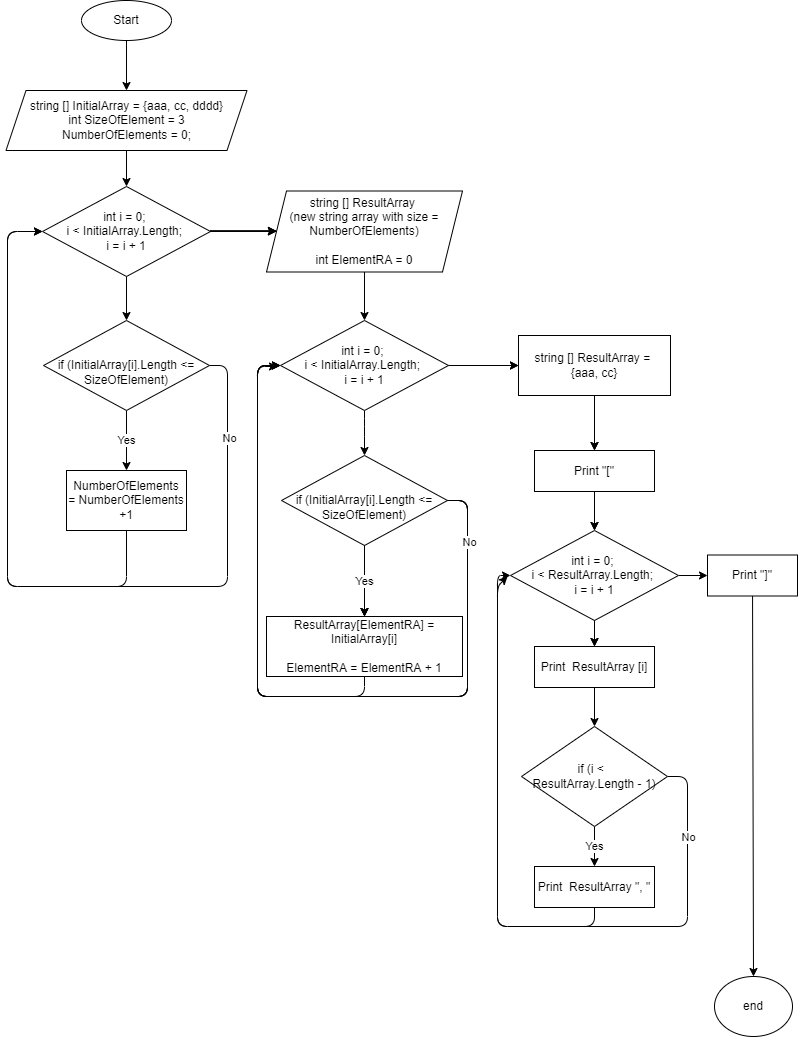 Start
string [] InitialArray = {aaa, cc, dddd}
int SizeOfElement = 3
NumberOfElements = 0;
int i = 0;
i < InitialArray.Length;
i = i + 1
if (InitialArray[i].Length <=
SizeOfElement)
Yes
No
NumberOfElements
= NumberOfElements
+1
string [] ResultArray
(new string array with size =
NumberOfElements)
int ElementRA = 0
int i = 0;
i < InitialArray.Length;
i = i + 1
if (InitialArray[i].Length <=
SizeOfElement)
No
Yes
ResultArray[ElementRA] =
InitialArray[i]
ElementRA = ElementRA + 1
string [] ResultArray =
{aaa, cc}
Print "["
int i = 0;
i < ResultArray.Length;
i = i + 1
Print "]"
Print  ResultArray [i]
if (i <
ResultArray.Length - 1)
No
Yes
Print  ResultArray ", "
end